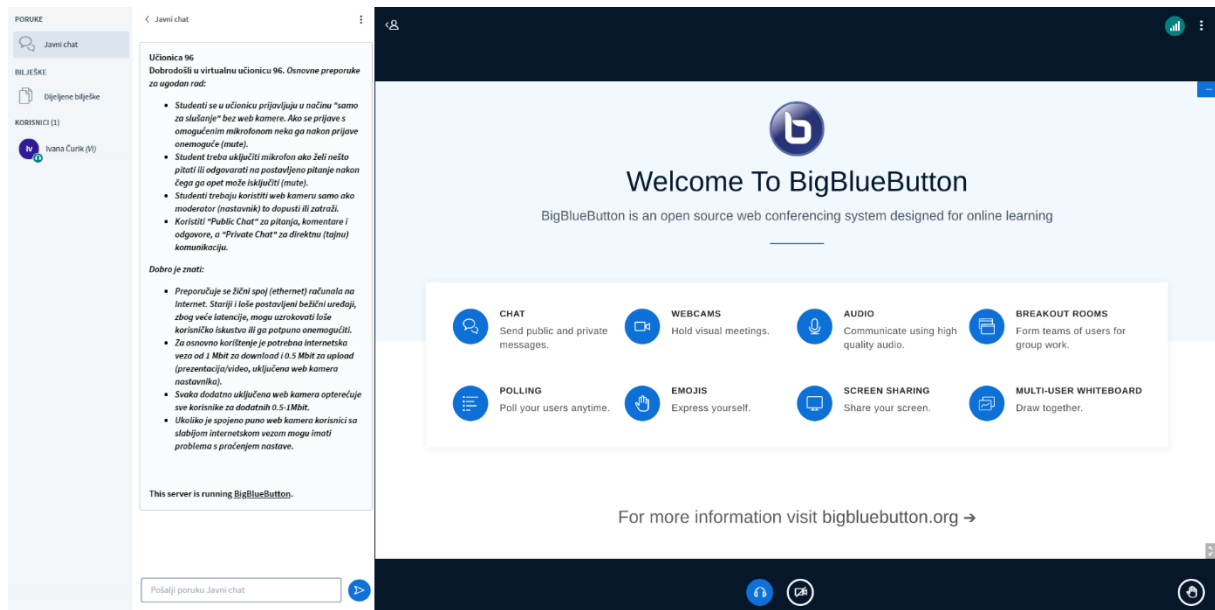 PORUKE
Javni chat
BILJEŠKE
Dijeljene bilješke
KORISNICI (1)
Iv
Ivana Ćurik (Vi)
Javni chat
Učionica 96
Dobrodošli u virtualnu učionicu 96. Osnovne preporuke
za ugodan rad:
Studenti se u učionicu prijavljuju u načinu "samo
za slušanje" bez web kamere. Ako se prijave s
omogućenim mikrofonom neka ga nakon prijave
onemoguće (mute).
Student treba uključiti mikrofon ako želi nešto
pitati ili odgovarati na postavljeno pitanje nakon
čega ga opet može isključiti (mute).
Studenti trebaju koristiti web kameru samo ako
moderator (nastavnik) to dopusti ili zatraži.
Koristiti "Public Chat" za pitanja, komentare i
odgovore, a "Private Chat" za direktnu (tajnu)
komunikaciju.
Dobro je znati:
Preporučuje se žični spoj (ethernet) računala na
Internet. Stariji i loše postavljeni bežični uređaji,
zbog veće latencije, mogu uzrokovati loše
korisničko iskustvo ili ga potpuno onemogućiti.
Za osnovno korištenje je potrebna internetska
veza od 1 Mbit za download i 0.5 Mbit za upload
(prezentacija/video, uključena web kamera
nastavnika).
Svaka dodatno uključena web kamera opterećuje
sve korisnike za dodatnih 0.5-1Mbit.
Ukoliko je spojeno puno web kamera korisnici sa
slabijom internetskom vezom mogu imati
problema s praćenjem nastave.
This server is running BigBlueButton.
Pošalji poruku Javni chat
b
Welcome To BigBlueButton
BigBlueButton is an open source web conferencing system designed for online learning
CHAT
Send public and private
messages.
WEBCAMS
Hold visual meetings.
AUDIO
Communicate using high
quality audio.
BREAKOUT ROOMS
Form teams of users for
group work.
POLLING
Poll your users anytime.
EMOJIS
Express yourself.
SCREEN SHARING
Share your screen.
MULTI-USER WHITEBOARD
Draw together.
For more information visit bigbluebutton.org →